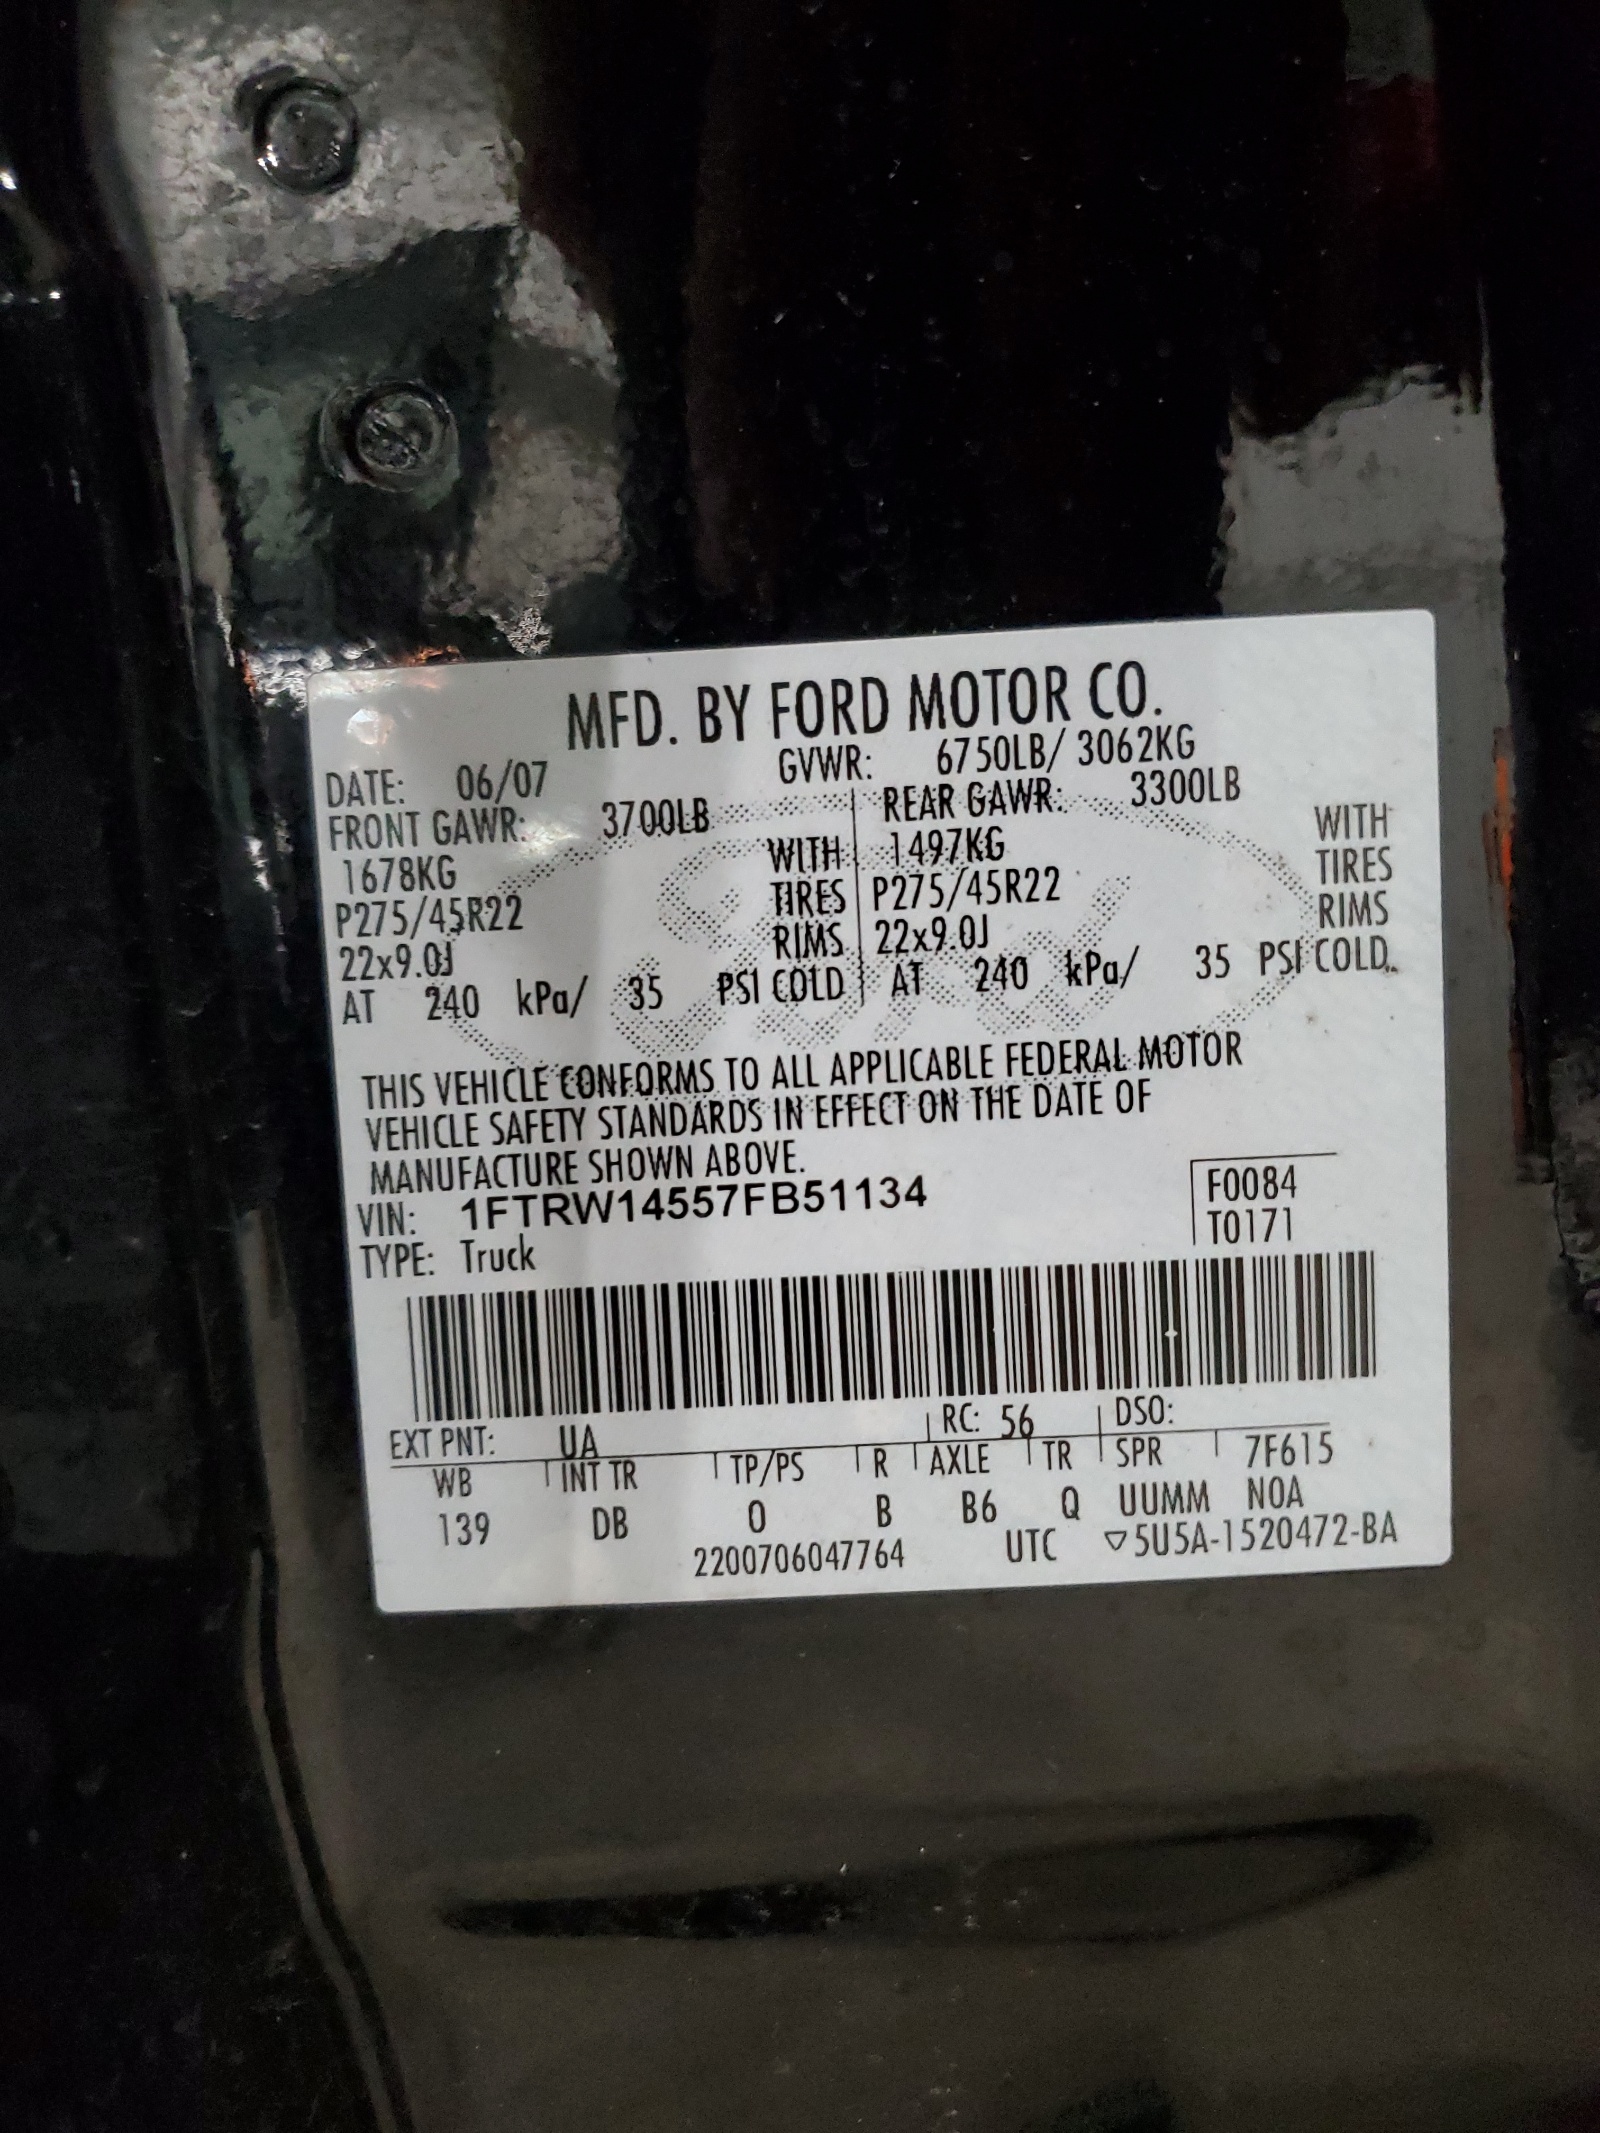 MFD. BY FORD MOTOR CO.
DATE: 06/07 GVWR: 6750LB/ 3062KG
FRONT GAWR: 3700LB REAR GAWR: 3300LB
1678KG WITH 1497KG WITH
P275/45R22 TIRES P275/45R22 TIRES
22x9.0J RIMS 22x9.0J RIMS
AT 240 kPa/ 35 PSI COLD AT 240 kPa/ 35 PSI COLD
THIS VEHICLE CONFORMS TO ALL APPLICABLE FEDERAL MOTOR
VEHICLE SAFETY STANDARDS IN EFFECT ON THE DATE OF
MANUFACTURE SHOWN ABOVE.
VIN: 1FTRW14557FB51134 F0084
TYPE: Truck T0171
EXT PNT: UA RC: 56 DSO:
WB INT TR TP/PS R AXLE TR SPR 7F615
139 DB 0 B B6 Q UUMM NOA
2200706047764 UTC ▽5U5A-1520472-BA